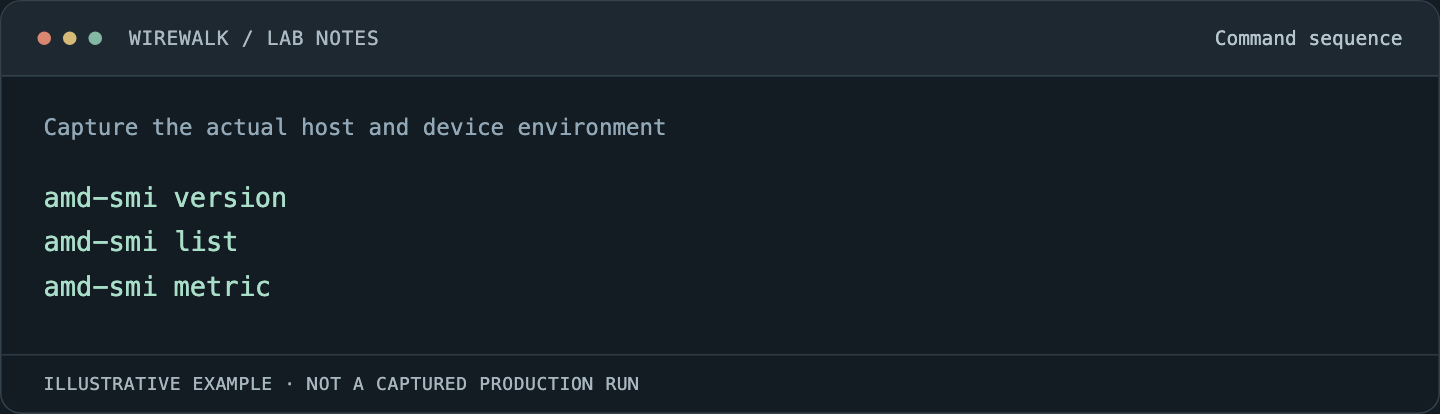 WIREWALK / LAB NOTES
Command sequence
Capture the actual host and device environment
amd-smi version
amd-smi list
amd-smi metric
ILLUSTRATIVE EXAMPLE · NOT A CAPTURED PRODUCTION RUN